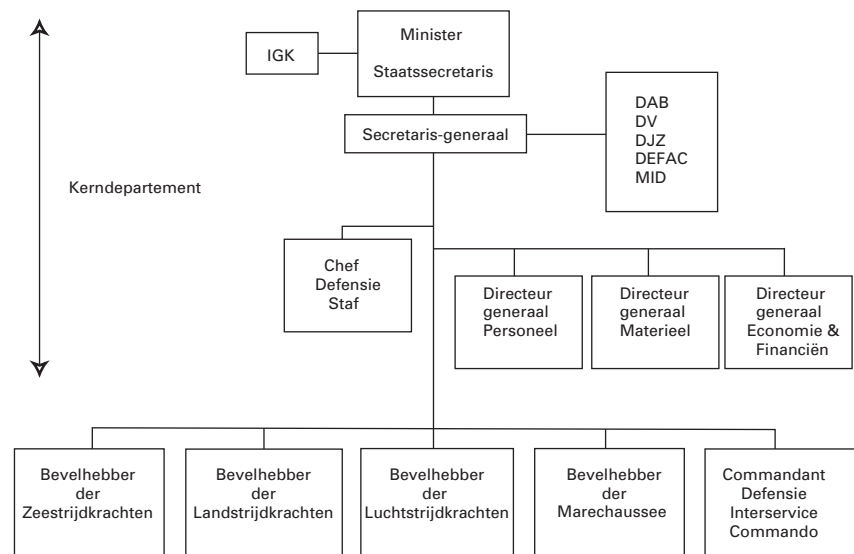 IGK
Minister
Staatssecretaris
Secretaris-generaal
DAB
DV
DJZ
DEFAC
MID
Kerndepartement
Chef
Defensie
Staf
Directeur
generaal
Personeel
Directeur
generaal
Materieel
Directeur
generaal
Economie &
Financiën
Bevelhebber
der
Zeestrijdkrachten
Bevelhebber
der
Landstrijdkrachten
Bevelhebber
der
Luchtstrijdkrachten
Bevelhebber
der
Marechaussee
Commandant
Defensie
Interservice
Commando